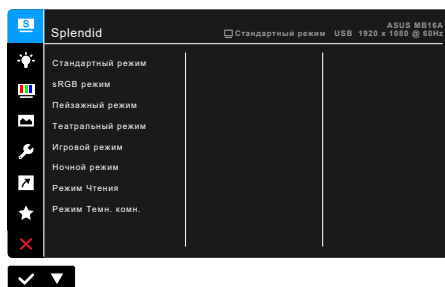 S
Splendid
Стандартный режим
ASUS MB16A
USB 1920 x 1080 @ 60Hz
Стандартный режим
sRGB режим
Пейзажный режим
Театральный режим
Игровой режим
Ночной режим
Режим Чтения
Режим Темн. комн.